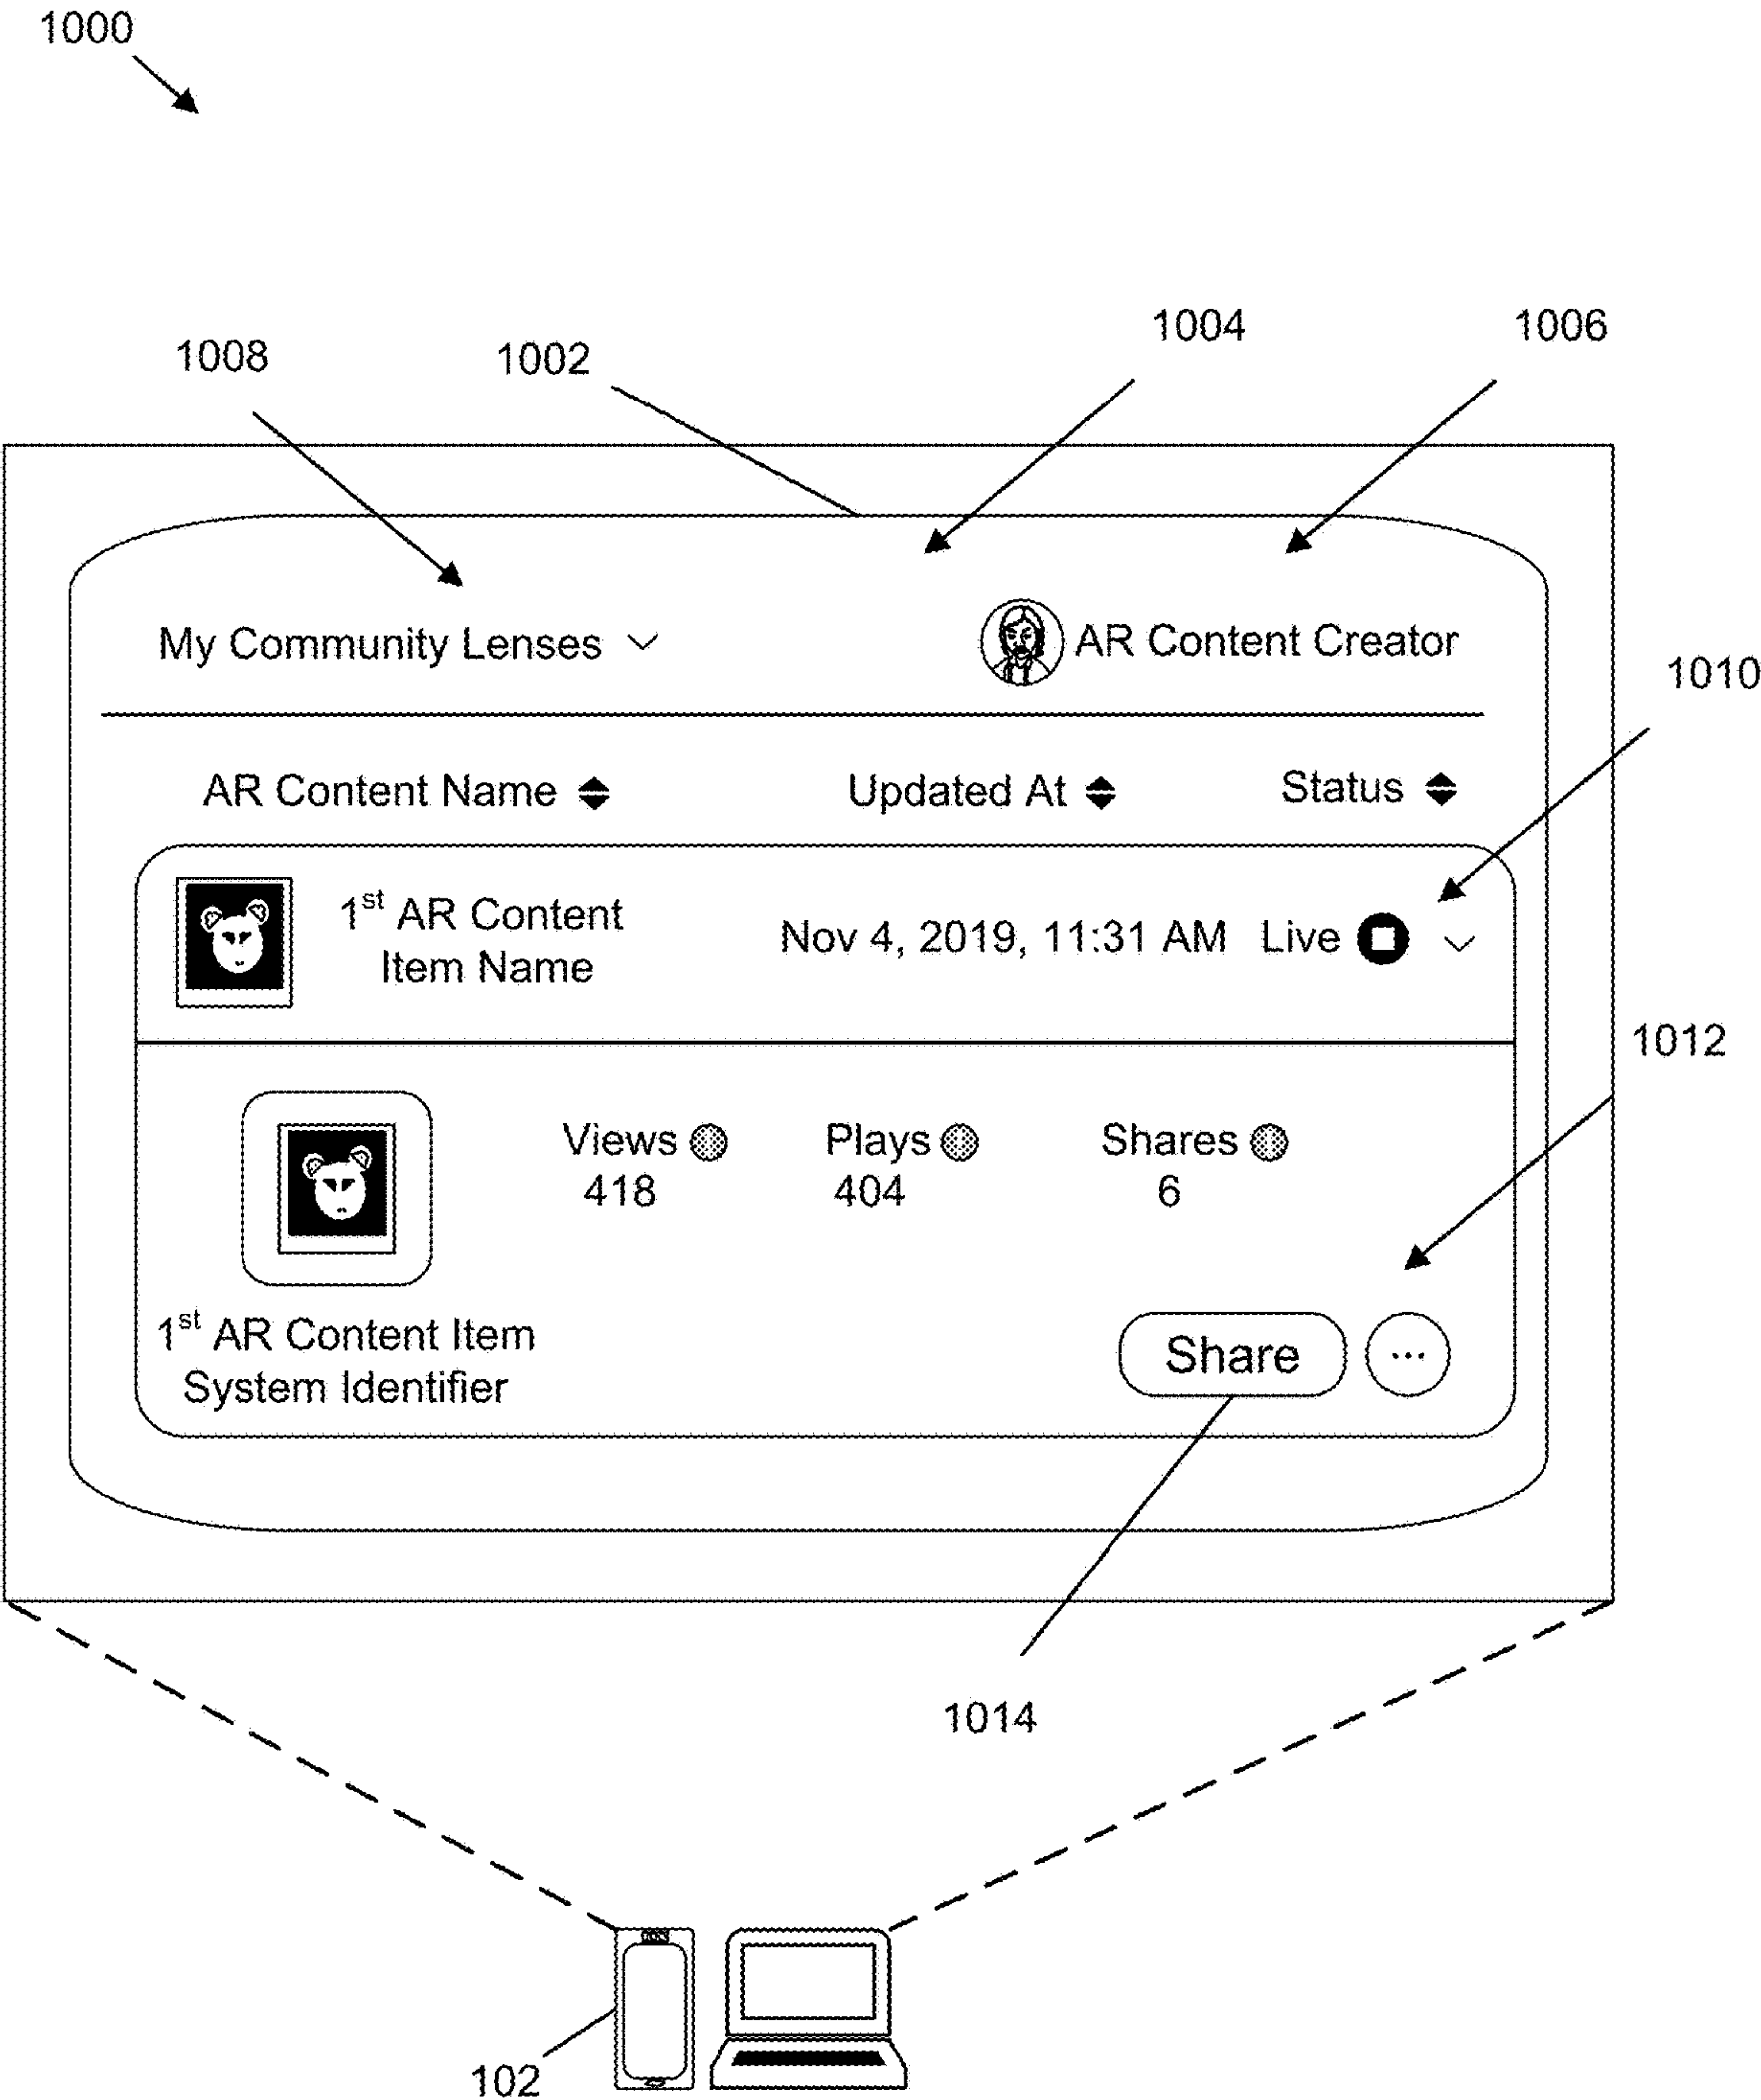 1000
1004
1006
1008
1002
My Community Lenses
AR Content Creator
1010
AR Content Name
Updated At
Status
1st AR Content
Item Name
Nov 4, 2019, 11:31 AM
Live
1012
Views
Plays
Shares
418
404
6
1st AR Content Item
System Identifier
Share
...
1014
102